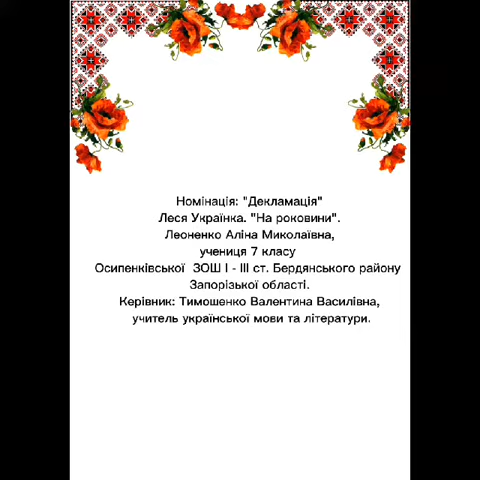 Номінація: "Декламація"
Леся Українка. "На роковини".
Леоненко Аліна Миколаївна,
учениця 7 класу
Осипенківської ЗОШ І - ІІІ ст. Бердянського району
Запорізької області.
Керівник: Тимошенко Валентина Василівна,
учитель української мови та літератури.